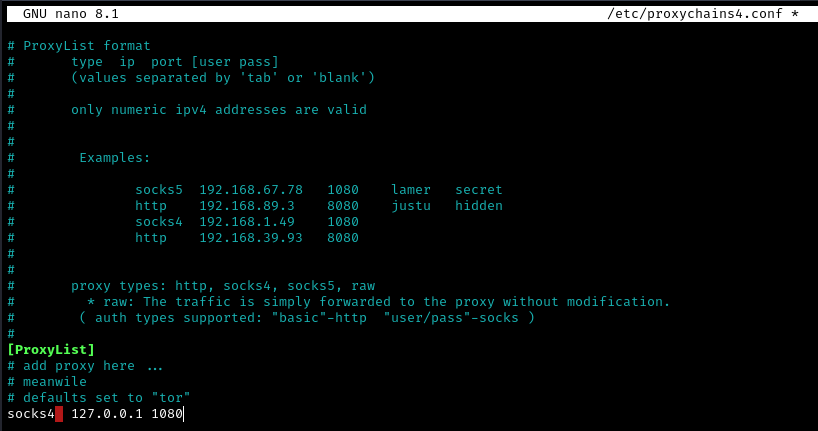 GNU nano 8.1 /etc/proxychains4.conf *
# ProxyList format
#       type  ip  port [user pass]
#       (values separated by 'tab' or 'blank')
#
#       only numeric ipv4 addresses are valid
#
#
#        Examples:
#
#               socks5  192.168.67.78   1080    lamer   secret
#               http    192.168.89.3    8080    justu   hidden
#               socks4  192.168.1.49    1080
#               http    192.168.39.93   8080
#
#
#       proxy types: http, socks4, socks5, raw
#         * raw: The traffic is simply forwarded to the proxy without modification.
#        ( auth types supported: "basic"-http  "user/pass"-socks )
#
[ProxyList]
# add proxy here ...
# meanwile
# defaults set to "tor"
socks4  127.0.0.1 1080